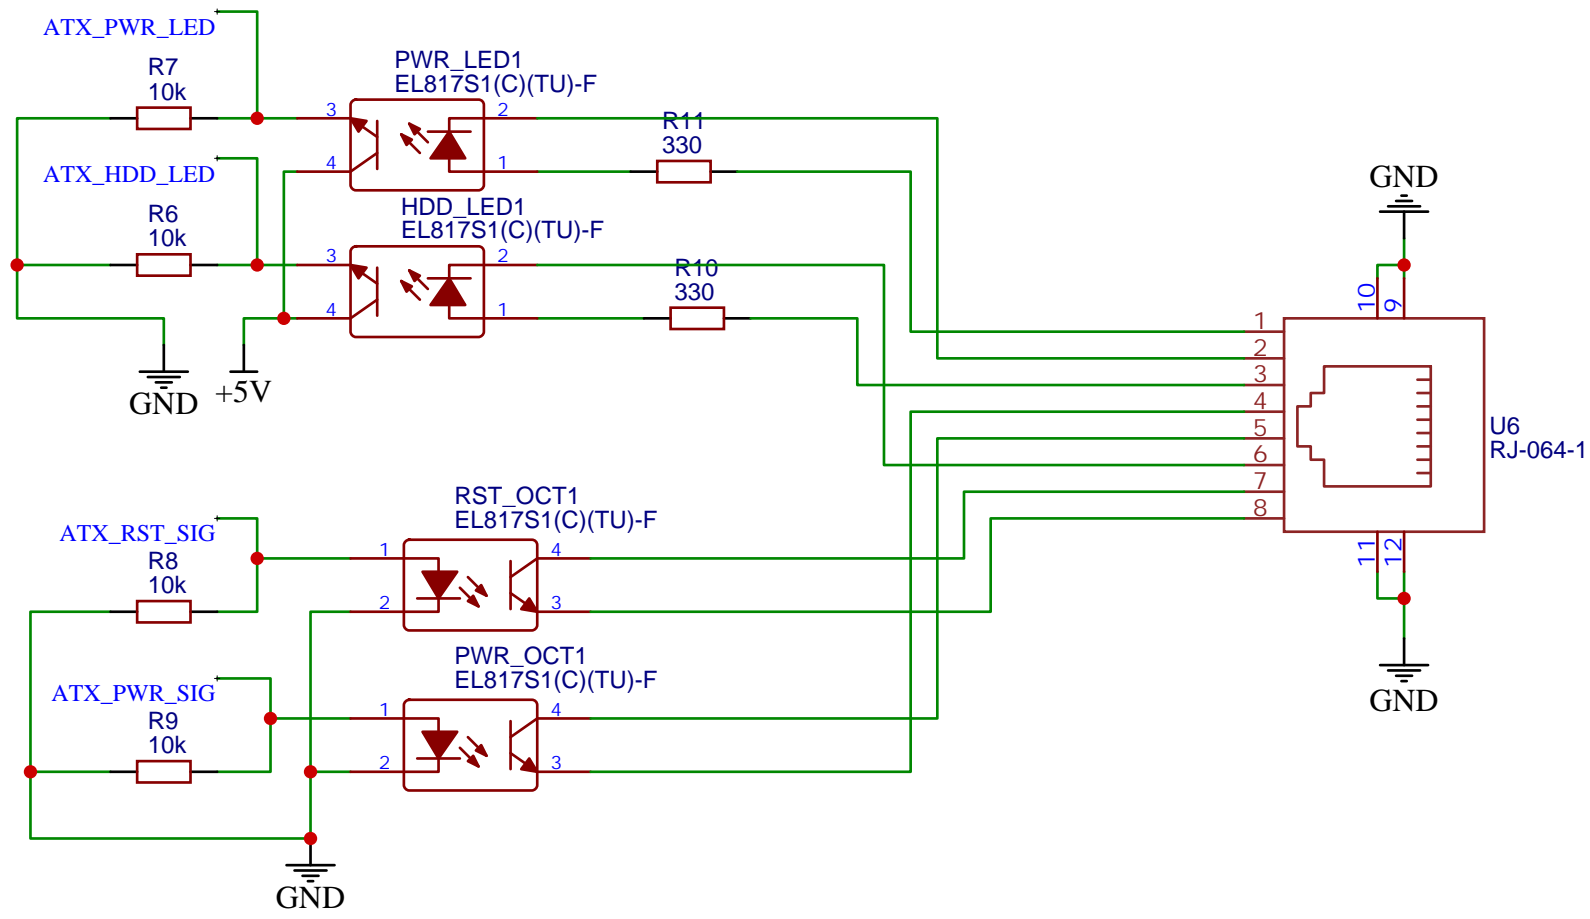 ATX_PWR_LED
R7
10k
PWR_LED1
EL817S1(C)(TU)-F
3
4
2
1
R11
330
ATX_HDD_LED
R6
10k
HDD_LED1
EL817S1(C)(TU)-F
3
4
2
1
R10
330
GND
+5V
GND
10
9
1
2
3
4
5
6
7
8
U6
RJ-064-1
11
12
GND
ATX_RST_SIG
R8
10k
RST_OCT1
EL817S1(C)(TU)-F
1
2
4
3
ATX_PWR_SIG
R9
10k
PWR_OCT1
EL817S1(C)(TU)-F
1
2
4
3
GND